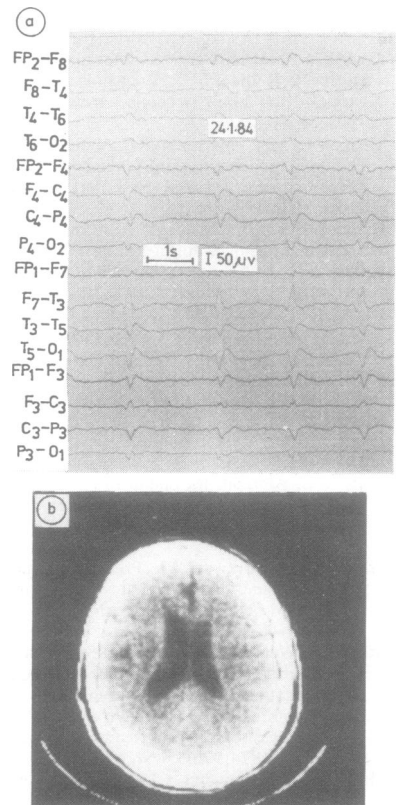 a
FP2-F8
F8-T4
T4-T6
24·1·84
T6-O2
FP2-F4
F4-C4
C4-P4
P4-O2
1s
I 50µv
FP1-F7
F7-T3
T3-T5
T5-O1
FP1-F3
F3-C3
C3-P3
P3-O1
b